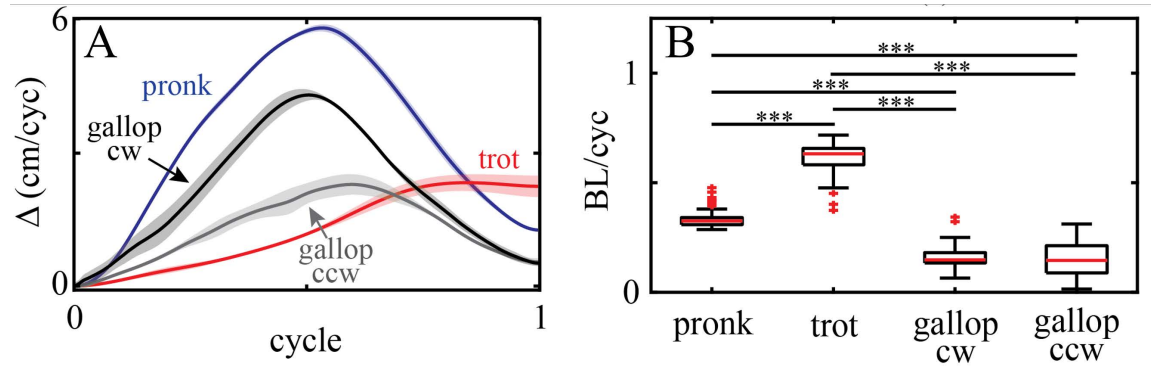 6
A
pronk
gallop
cw
trot
gallop
ccw
Δ (cm/cyc)
0
0
1
cycle
B
***
***
***
***
***
1
BL/cyc
0
pronk
trot
gallop
cw
gallop
ccw